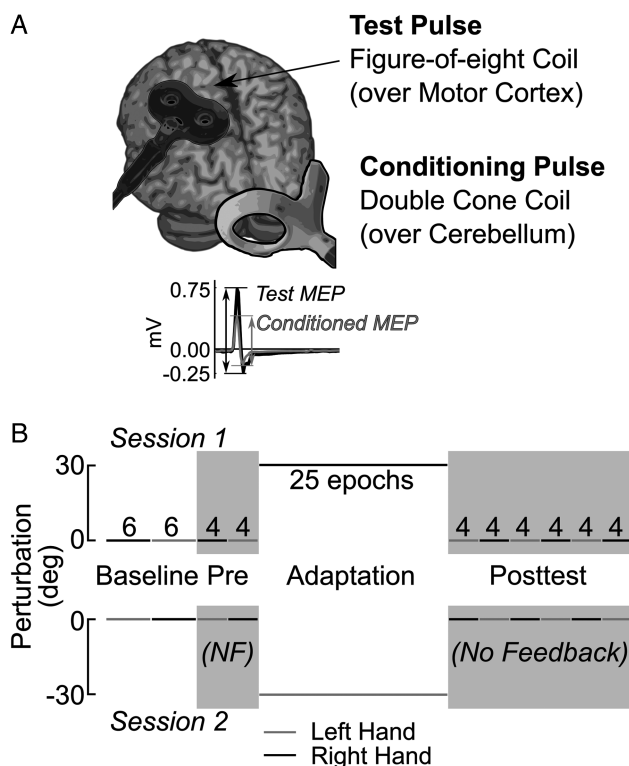 A
Test Pulse
Figure-of-eight Coil
(over Motor Cortex)
Conditioning Pulse
Double Cone Coil
(over Cerebellum)
0.75
Test MEP
Conditioned MEP
mV
0.00
-0.25
B
Session 1
30
25 epochs
6 6 4 4
4 4 4 4 4 4
0
Perturbation
(deg)
Baseline Pre Adaptation Posttest
0
(NF)
(No Feedback)
-30
Session 2
Left Hand
Right Hand